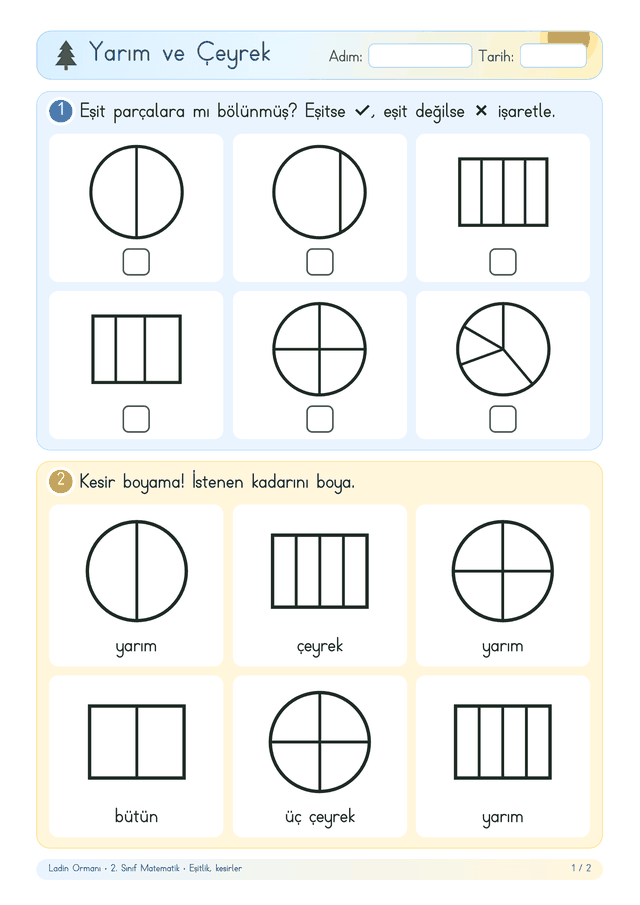 Yarım ve Çeyrek
Adım:
Tarih:
1 Eşit parçalara mı bölünmüş? Eşitse ✓, eşit değilse ✕ işaretle.
2 Kesir boyama! İstenen kadarını boya.
yarım
çeyrek
yarım
bütün
üç çeyrek
yarım
Ladin Ormanı • 2. Sınıf Matematik • Eşitlik, kesirler
1 / 2